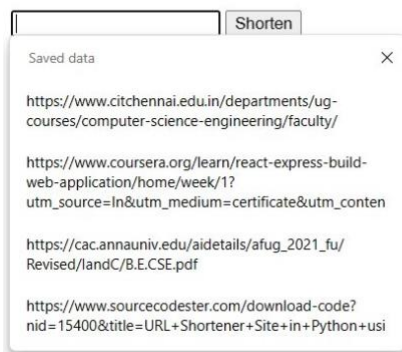 Shorten
Saved data
https://www.citchennai.edu.in/departments/ug-
courses/computer-science-engineering/faculty/
https://www.coursera.org/learn/react-express-build-
web-application/home/week/1?
utm_source=ln&utm_medium=certificate&utm_conten
https://cac.annauniv.edu/aidetails/afug_2021_fu/
Revised/IandC/B.E.CSE.pdf
https://www.sourcecodester.com/download-code?
nid=15400&title=URL+Shortener+Site+in+Python+usi